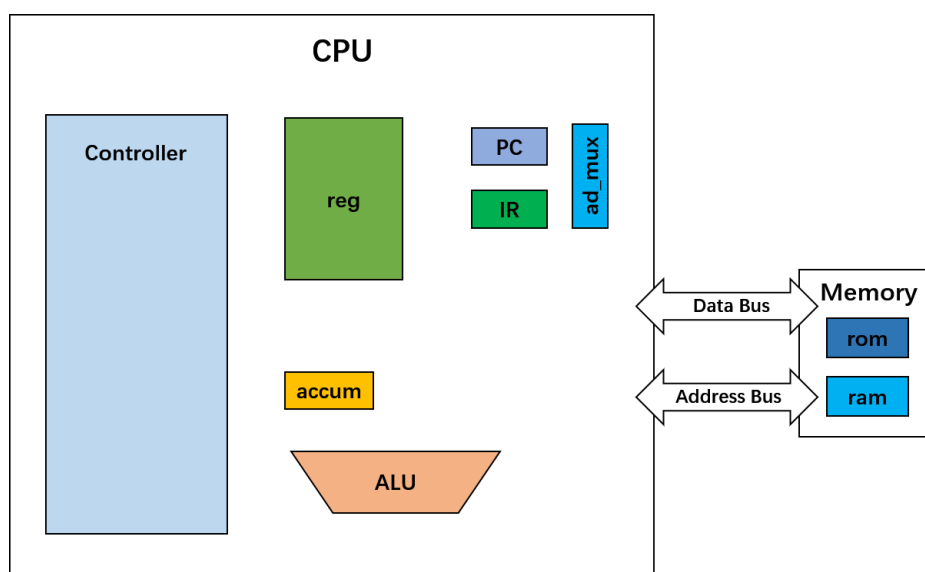 CPU
Controller
reg
PC
IR
ad_mux
accum
ALU
Data Bus
Address Bus
Memory
rom
ram